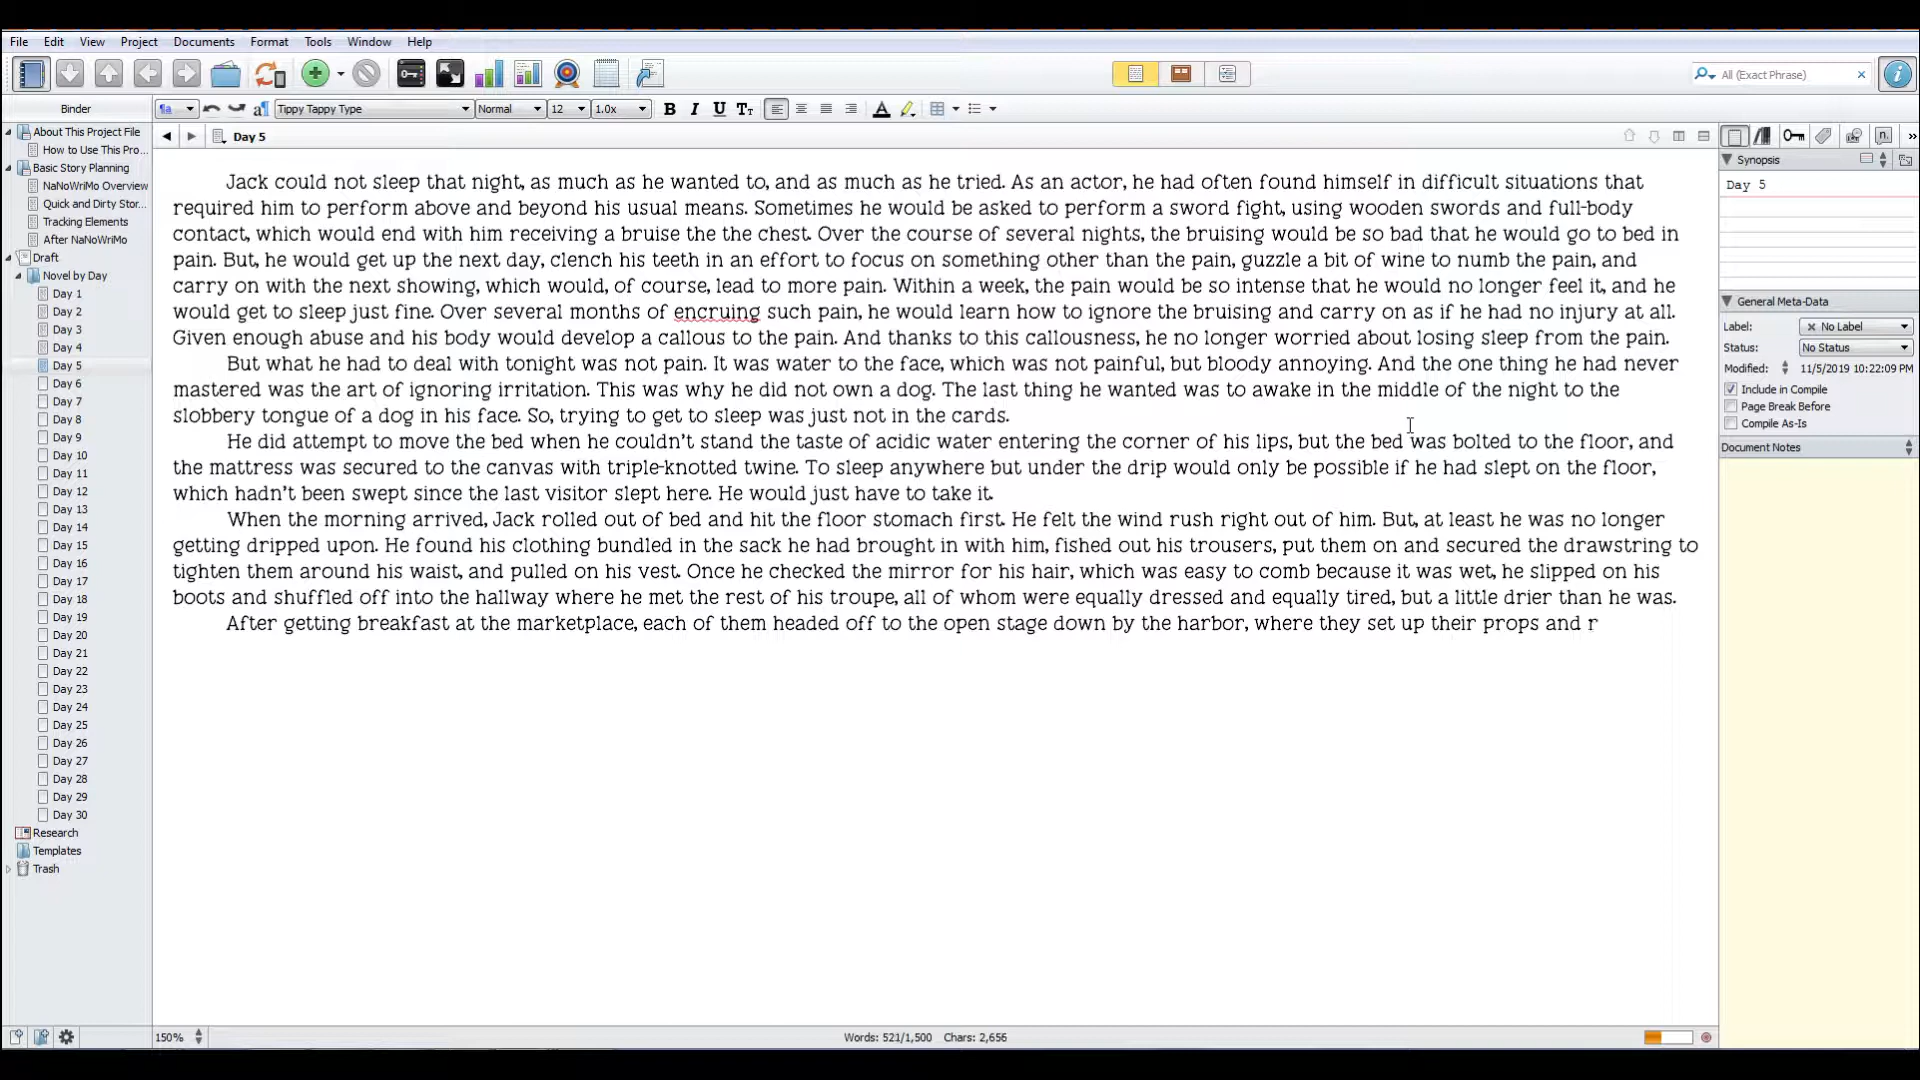 File Edit View Project Documents Format Tools Window Help
All (Exact Phrase)
Binder
Tippy Tappy Type Normal 12 1.0x B I U
About This Project File
How to Use This Pro...
Basic Story Planning
NaNoWriMo Overview
Quick and Dirty Stor...
Tracking Elements
After NaNoWriMo
Draft
Novel by Day
Day 1
Day 2
Day 3
Day 4
Day 5
Day 6
Day 7
Day 8
Day 9
Day 10
Day 11
Day 12
Day 13
Day 14
Day 15
Day 16
Day 17
Day 18
Day 19
Day 20
Day 21
Day 22
Day 23
Day 24
Day 25
Day 26
Day 27
Day 28
Day 29
Day 30
Research
Templates
Trash
Day 5
Jack could not sleep that night, as much as he wanted to, and as much as he tried. As an actor, he had often found himself in difficult situations that
required him to perform above and beyond his usual means. Sometimes he would be asked to perform a sword fight, using wooden swords and full-body
contact, which would end with him receiving a bruise the the chest. Over the course of several nights, the bruising would be so bad that he would go to bed in
pain. But, he would get up the next day, clench his teeth in an effort to focus on something other than the pain, guzzle a bit of wine to numb the pain, and
carry on with the next showing, which would, of course, lead to more pain. Within a week, the pain would be so intense that he would no longer feel it, and he
would get to sleep just fine. Over several months of encruing such pain, he would learn how to ignore the bruising and carry on as if he had no injury at all.
Given enough abuse and his body would develop a callous to the pain. And thanks to this callousness, he no longer worried about losing sleep from the pain.
But what he had to deal with tonight was not pain. It was water to the face, which was not painful, but bloody annoying. And the one thing he had never
mastered was the art of ignoring irritation. This was why he did not own a dog. The last thing he wanted was to awake in the middle of the night to the
slobbery tongue of a dog in his face. So, trying to get to sleep was just not in the cards.
He did attempt to move the bed when he couldn't stand the taste of acidic water entering the corner of his lips, but the bed was bolted to the floor, and
the mattress was secured to the canvas with triple-knotted twine. To sleep anywhere but under the drip would only be possible if he had slept on the floor,
which hadn't been swept since the last visitor slept here. He would just have to take it.
When the morning arrived, Jack rolled out of bed and hit the floor stomach first. He felt the wind rush right out of him. But, at least he was no longer
getting dripped upon. He found his clothing bundled in the sack he had brought in with him, fished out his trousers, put them on and secured the drawstring to
tighten them around his waist, and pulled on his vest. Once he checked the mirror for his hair, which was easy to comb because it was wet, he slipped on his
boots and shuffled off into the hallway where he met the rest of his troupe, all of whom were equally dressed and equally tired, but a little drier than he was.
After getting breakfast at the marketplace, each of them headed off to the open stage down by the harbor, where they set up their props and r
Synopsis
Day 5
General Meta-Data
Label: No Label
Status: No Status
Modified: 11/5/2019 10:22:09 PM
Include in Compile
Page Break Before
Compile As-Is
Document Notes
150%
Words: 521/1,500 Chars: 2,656